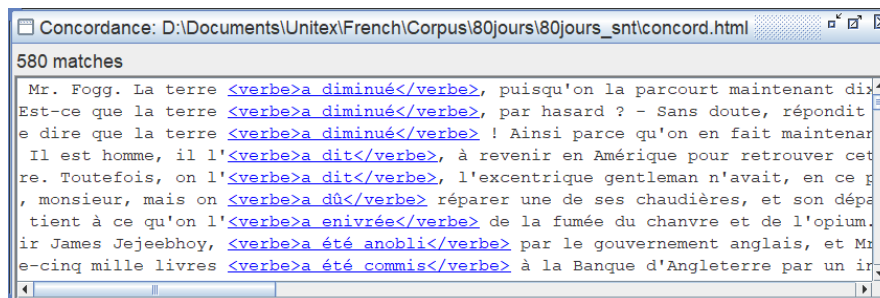 Concordance: D:\Documents\Unitex\French\Corpus\80jours\80jours_snt\concord.html
580 matches
Mr. Fogg. La terre <verbe>a diminué</verbe>, puisqu'on la parcourt maintenant dix
Est-ce que la terre <verbe>a diminué</verbe>, par hasard ? - Sans doute, répondit
e dire que la terre <verbe>a diminué</verbe> ! Ainsi parce qu'on en fait maintenan
Il est homme, il l'<verbe>a dit</verbe>, à revenir en Amérique pour retrouver cet
re. Toutefois, on l'<verbe>a dit</verbe>, l'excentrique gentleman n'avait, en ce p
, monsieur, mais on <verbe>a dû</verbe> réparer une de ses chaudières, et son dépa
tient à ce qu'on l'<verbe>a enivrée</verbe> de la fumée du chanvre et de l'opium.
ir James Jejeebhoy, <verbe>a été anobli</verbe> par le gouvernement anglais, et Mr
e-cinq mille livres <verbe>a été commis</verbe> à la Banque d'Angleterre par un in